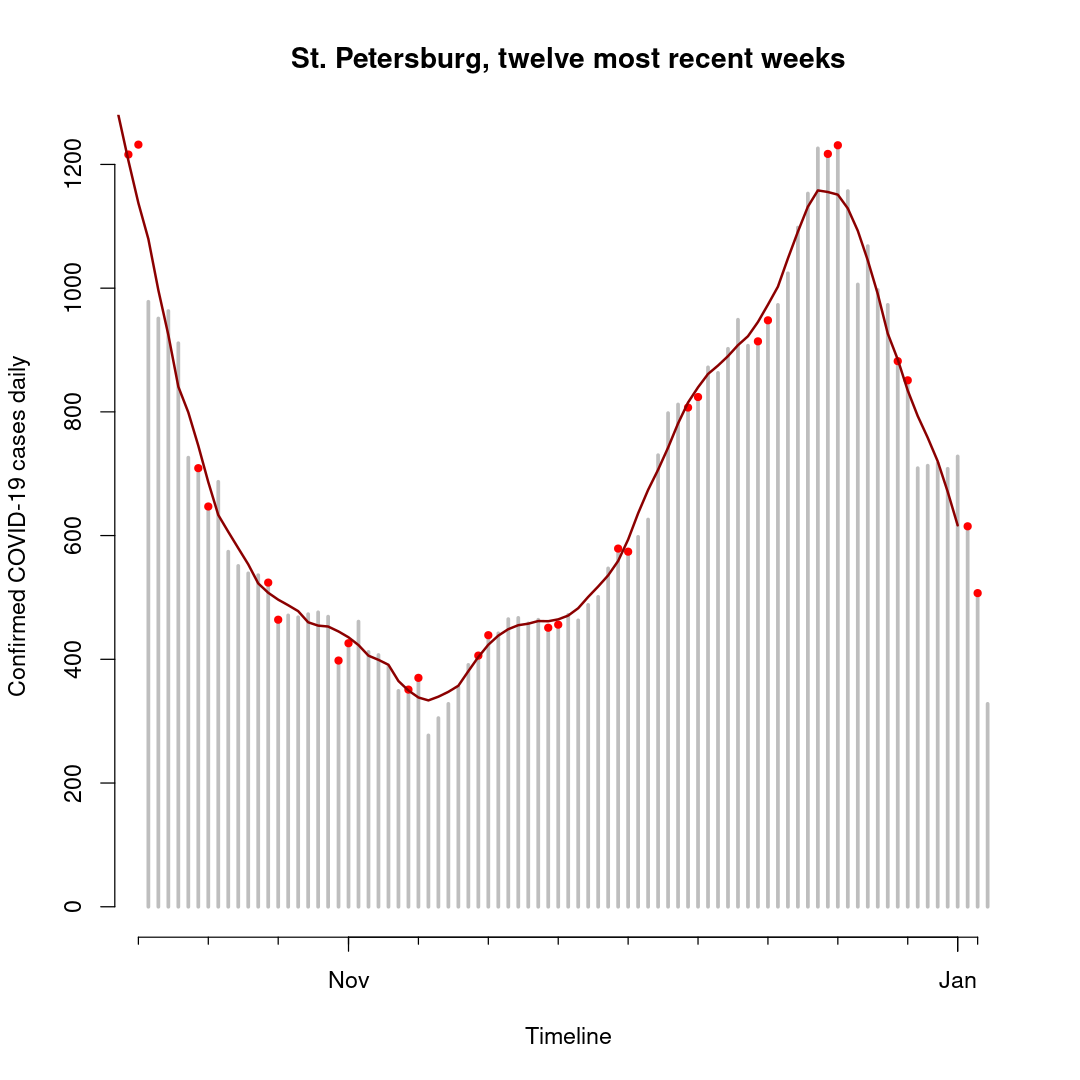 St. Petersburg, twelve most recent weeks
Confirmed COVID-19 cases daily
1200
1000
800
600
400
200
0
Nov
Jan
Timeline